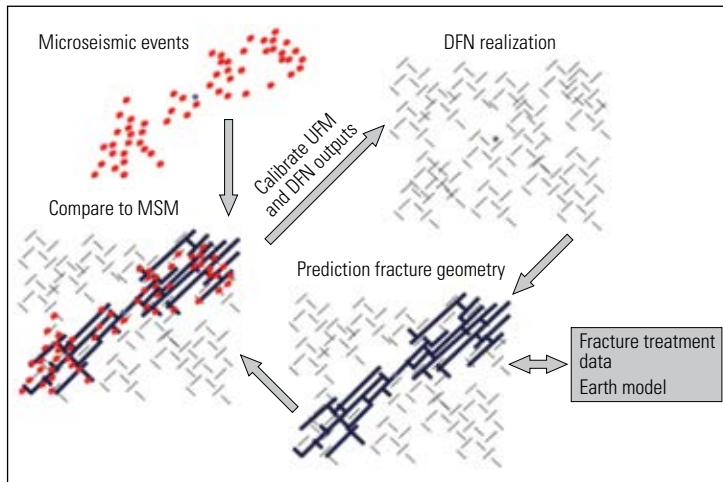 Microseismic events
DFN realization
Calibrate UFM
and DFN outputs
Compare to MSM
Prediction fracture geometry
Fracture treatment
data
Earth model